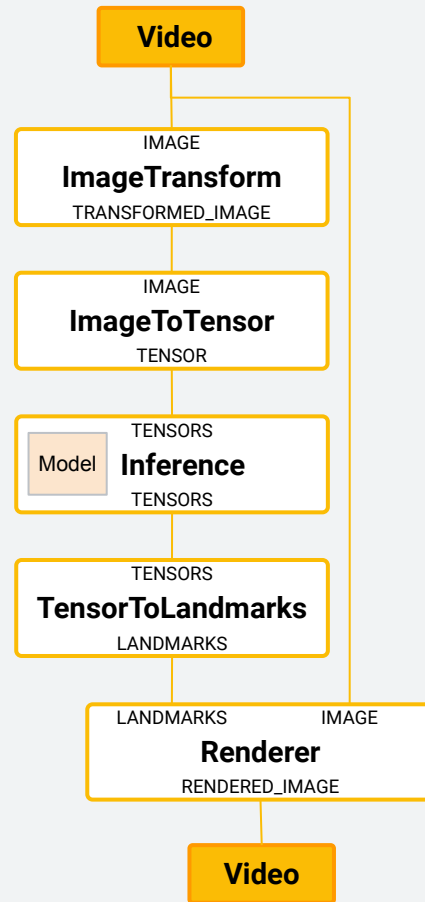 Video
IMAGE
ImageTransform
TRANSFORMED_IMAGE
IMAGE
ImageToTensor
TENSOR
TENSORS
Model Inference
TENSORS
TENSORS
TensorToLandmarks
LANDMARKS
LANDMARKS IMAGE
Renderer
RENDERED_IMAGE
Video